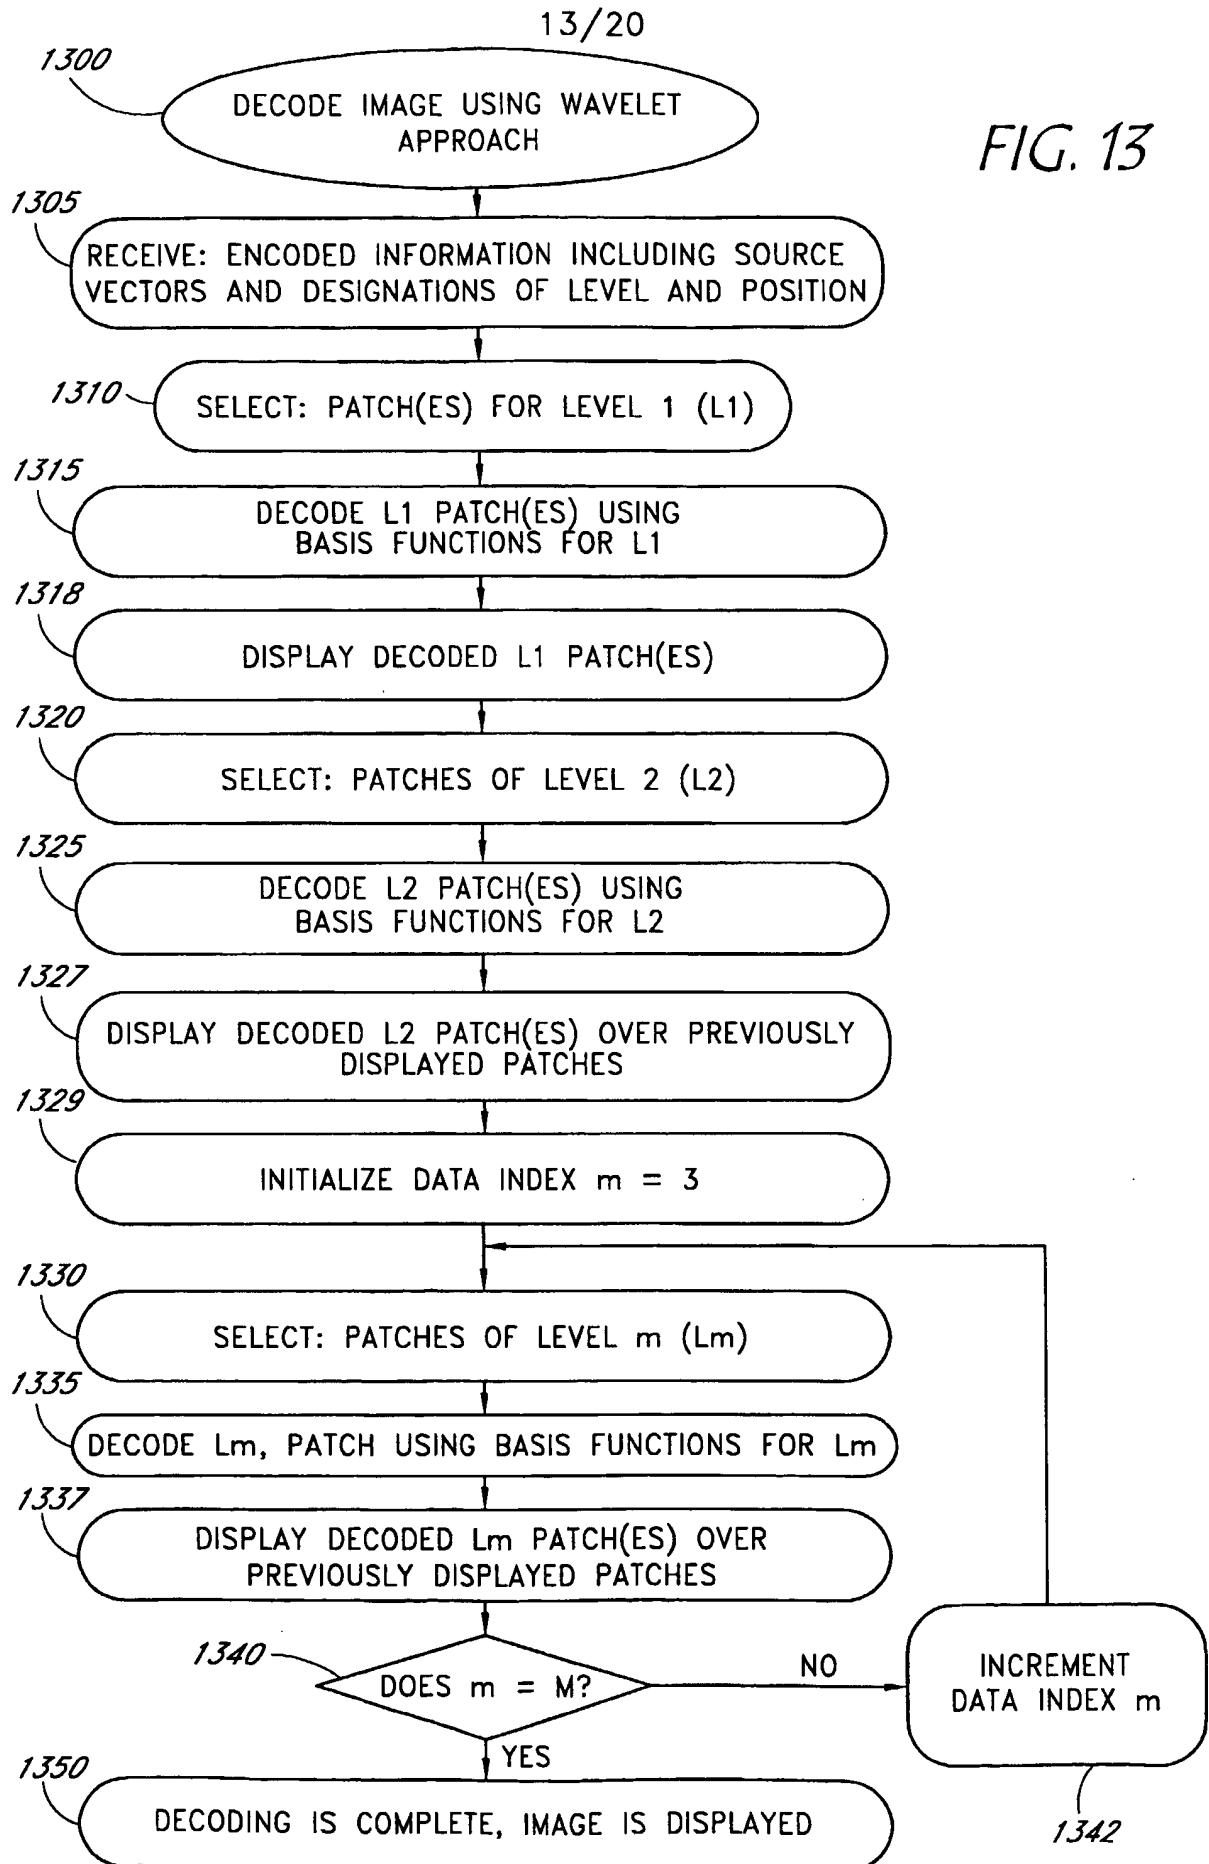 13/20
FIG. 13
1300
DECODE IMAGE USING WAVELET
APPROACH
1305
RECEIVE: ENCODED INFORMATION INCLUDING SOURCE
VECTORS AND DESIGNATIONS OF LEVEL AND POSITION
1310
SELECT: PATCH(ES) FOR LEVEL 1 (L1)
1315
DECODE L1 PATCH(ES) USING
BASIS FUNCTIONS FOR L1
1318
DISPLAY DECODED L1 PATCH(ES)
1320
SELECT: PATCHES OF LEVEL 2 (L2)
1325
DECODE L2 PATCH(ES) USING
BASIS FUNCTIONS FOR L2
1327
DISPLAY DECODED L2 PATCH(ES) OVER PREVIOUSLY
DISPLAYED PATCHES
1329
INITIALIZE DATA INDEX m = 3
1330
SELECT: PATCHES OF LEVEL m (Lm)
1335
DECODE Lm, PATCH USING BASIS FUNCTIONS FOR Lm
1337
DISPLAY DECODED Lm PATCH(ES) OVER
PREVIOUSLY DISPLAYED PATCHES
1340
DOES m = M?
NO
INCREMENT
DATA INDEX m
1342
YES
1350
DECODING IS COMPLETE, IMAGE IS DISPLAYED